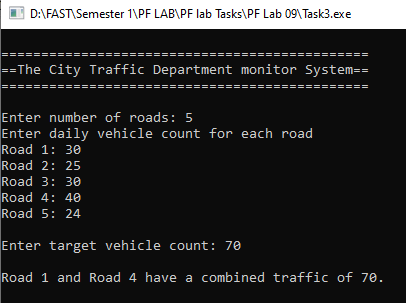 D:\FAST\Semester 1\PF LAB\PF lab Tasks\PF Lab 09\Task3.exe
==============================================
==The City Traffic Department monitor System==
==============================================
Enter number of roads: 5
Enter daily vehicle count for each road
Road 1: 30
Road 2: 25
Road 3: 30
Road 4: 40
Road 5: 24
Enter target vehicle count: 70
Road 1 and Road 4 have a combined traffic of 70.